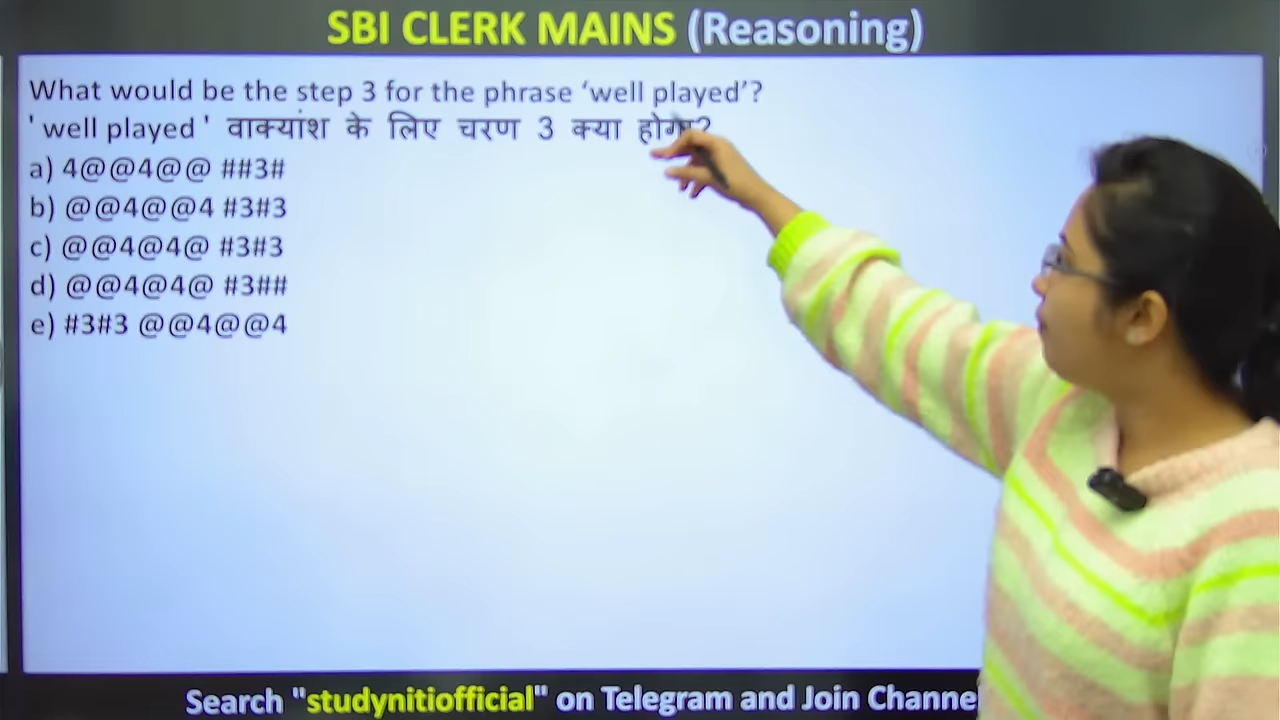 SBI CLERK MAINS (Reasoning)
What would be the step 3 for the phrase ‘well played’?
' well played ' वाक्यांश के लिए चरण 3 क्या होगा?
a) 4@@4@@ ##3#
b) @@4@@4 #3#3
c) @@4@4@ #3#3
d) @@4@4@ #3##
e) #3#3 @@4@@4
Search "studynitiofficial" on Telegram and Join Channe